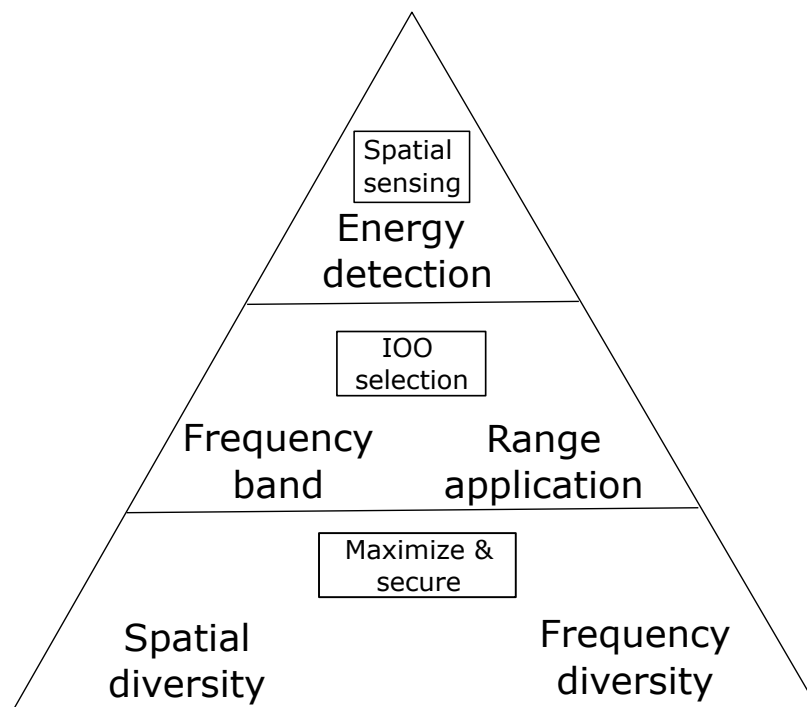 Spatial
sensing
Energy
detection
IOO
selection
Frequency
band
Range
application
Maximize &
secure
Spatial
diversity
Frequency
diversity